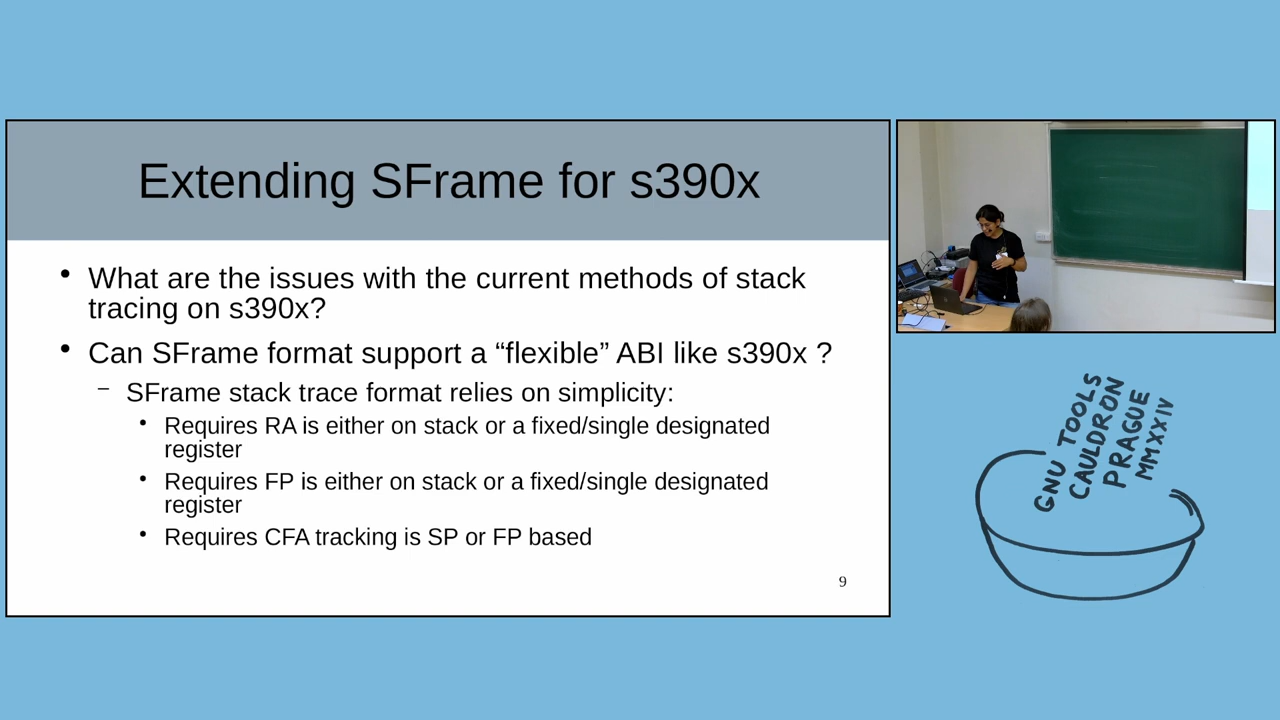 Extending SFrame for s390x
• What are the issues with the current methods of stack
tracing on s390x?
• Can SFrame format support a “flexible” ABI like s390x ?
– SFrame stack trace format relies on simplicity:
• Requires RA is either on stack or a fixed/single designated
register
• Requires FP is either on stack or a fixed/single designated
register
• Requires CFA tracking is SP or FP based
9
GNU TOOLS
CAULDRON
PRAGUE
MMXXIV